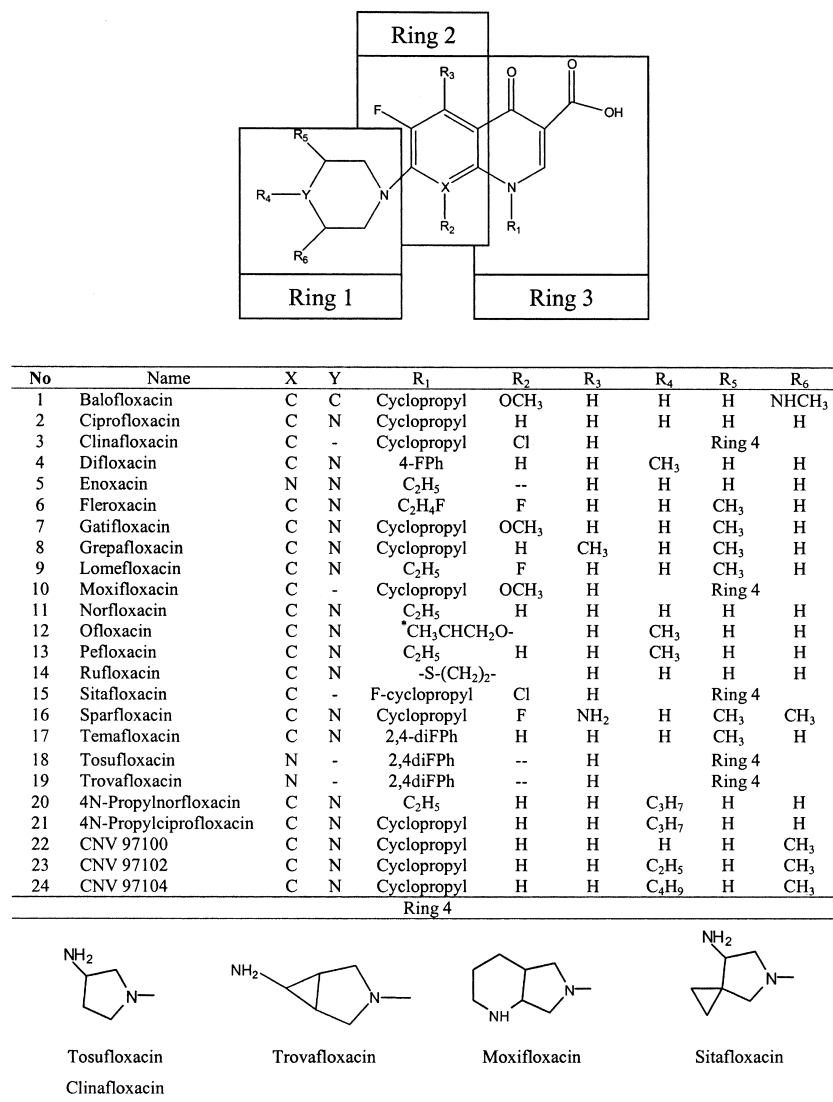 Ring 2
R3
O
O
F
OH
R5
R4
Y
N
X
N
R6
R2
R1
Ring 1
Ring 3
No Name X Y R1 R2 R3 R4 R5 R6
1 Balofloxacin C C Cyclopropyl OCH3 H H H NHCH3
2 Ciprofloxacin C N Cyclopropyl H H H H H
3 Clinafloxacin C - Cyclopropyl Cl H Ring 4
4 Difloxacin C N 4-FPh H H CH3 H H
5 Enoxacin N N C2H5 -- H H H H
6 Fleroxacin C N C2H4F F H H CH3 H
7 Gatifloxacin C N Cyclopropyl OCH3 H H CH3 H
8 Grepafloxacin C N Cyclopropyl H CH3 H CH3 H
9 Lomefloxacin C N C2H5 F H H CH3 H
10 Moxifloxacin C - Cyclopropyl OCH3 H Ring 4
11 Norfloxacin C N C2H5 H H H H H
12 Ofloxacin C N *CH3CHCH2O- H CH3 H H
13 Pefloxacin C N C2H5 H H CH3 H H
14 Rufloxacin C N -S-(CH2)2- H H H H
15 Sitafloxacin C - F-cyclopropyl Cl H Ring 4
16 Sparfloxacin C N Cyclopropyl F NH2 H CH3 CH3
17 Temafloxacin C N 2,4-diFPh H H H CH3 H
18 Tosufloxacin N - 2,4diFPh -- H Ring 4
19 Trovafloxacin N - 2,4diFPh -- H Ring 4
20 4N-Propylnorfloxacin C N C2H5 H H C3H7 H H
21 4N-Propylciprofloxacin C N Cyclopropyl H H C3H7 H H
22 CNV 97100 C N Cyclopropyl H H H H CH3
23 CNV 97102 C N Cyclopropyl H H C2H5 H CH3
24 CNV 97104 C N Cyclopropyl H H C4H9 H CH3
Ring 4
NH2
N
NH2
N
NH
N
NH2
N
Tosufloxacin Trovafloxacin Moxifloxacin Sitafloxacin
Clinafloxacin